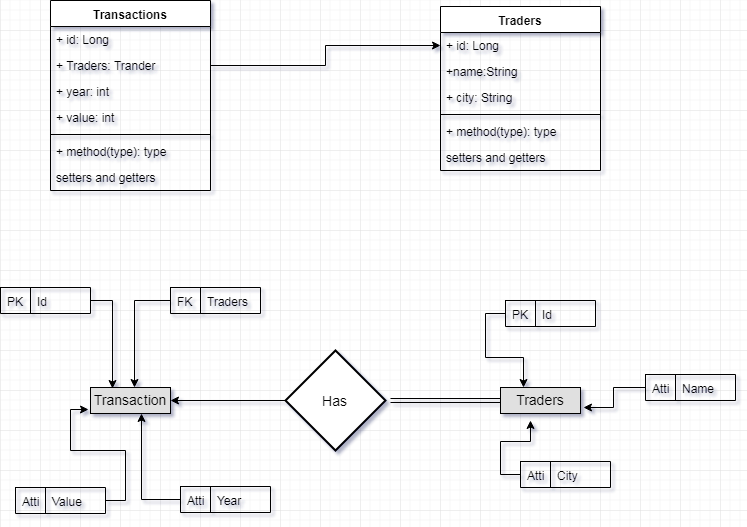 Transactions
+ id: Long
+ Traders: Trander
+ year: int
+ value: int
+ method(type): type
setters and getters
Traders
+ id: Long
+name:String
+ city: String
+ method(type): type
setters and getters
PK Id
FK Traders
PK Id
Atti Name
Transaction
Has
Traders
Atti Value
Atti Year
Atti City